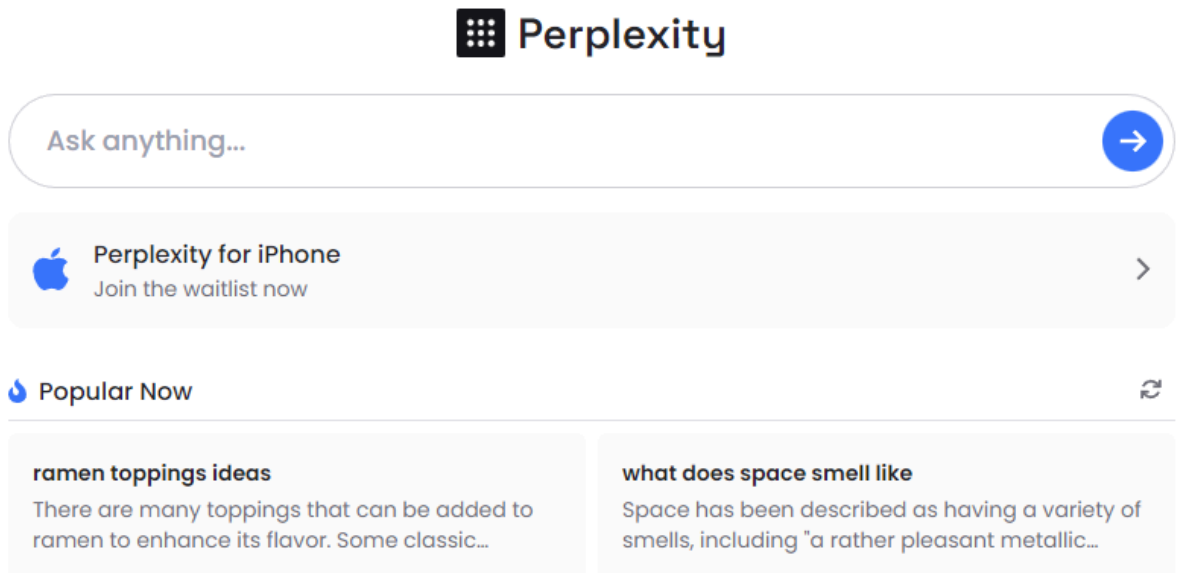 Perplexity
Ask anything...
Perplexity for iPhone
Join the waitlist now
Popular Now
ramen toppings ideas
There are many toppings that can be added to
ramen to enhance its flavor. Some classic...
what does space smell like
Space has been described as having a variety of
smells, including "a rather pleasant metallic...